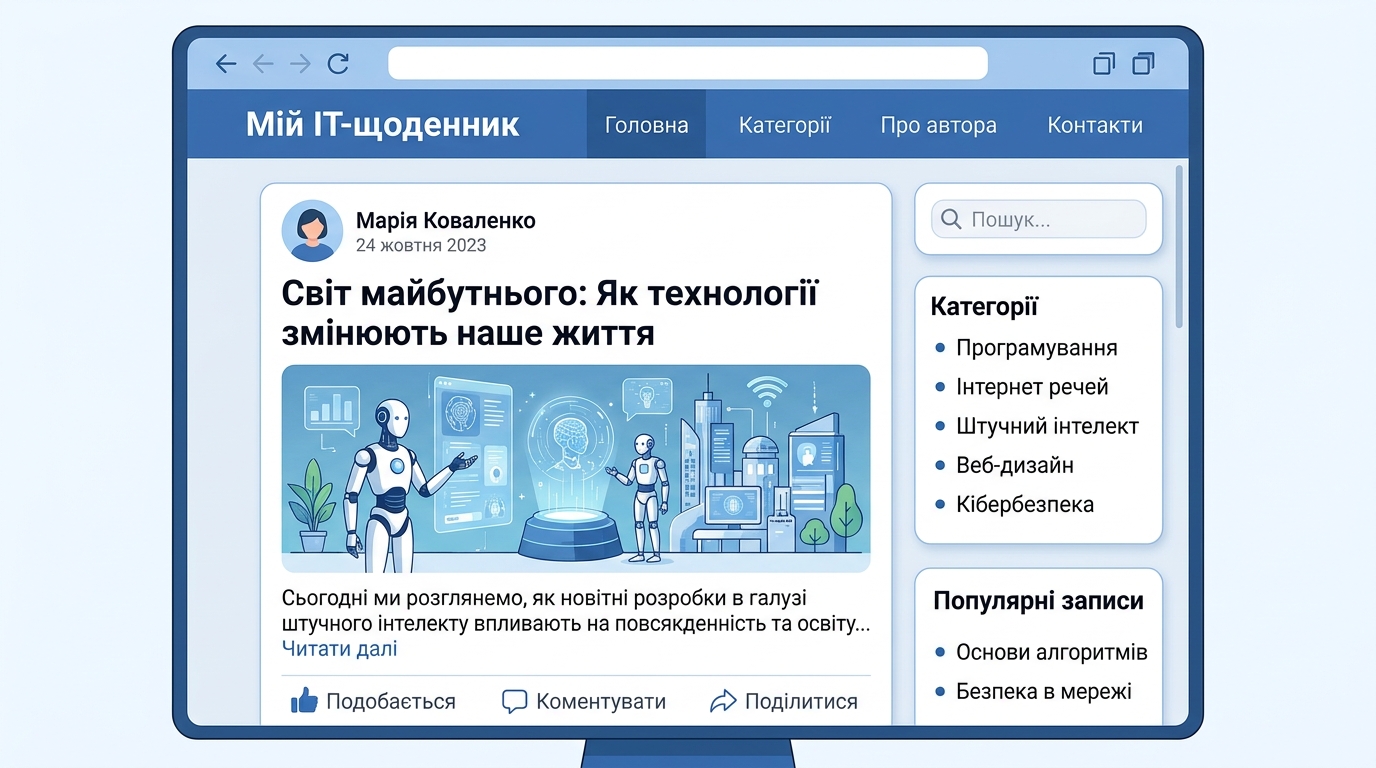 Мій ІТ-щоденник
Головна
Категорії
Про автора
Контакти
Марія Коваленко
24 жовтня 2023
Світ майбутнього: Як технології
змінюють наше життя
Сьогодні ми розглянемо, як новітні розробки в галузі
штучного інтелекту впливають на повсякденність та освіту...
Читати далі
Подобається
Коментувати
Поділитися
Пошук...
Категорії
Програмування
Інтернет речей
Штучний інтелект
Веб-дизайн
Кібербезпека
Популярні записи
Основи алгоритмів
Безпека в мережі